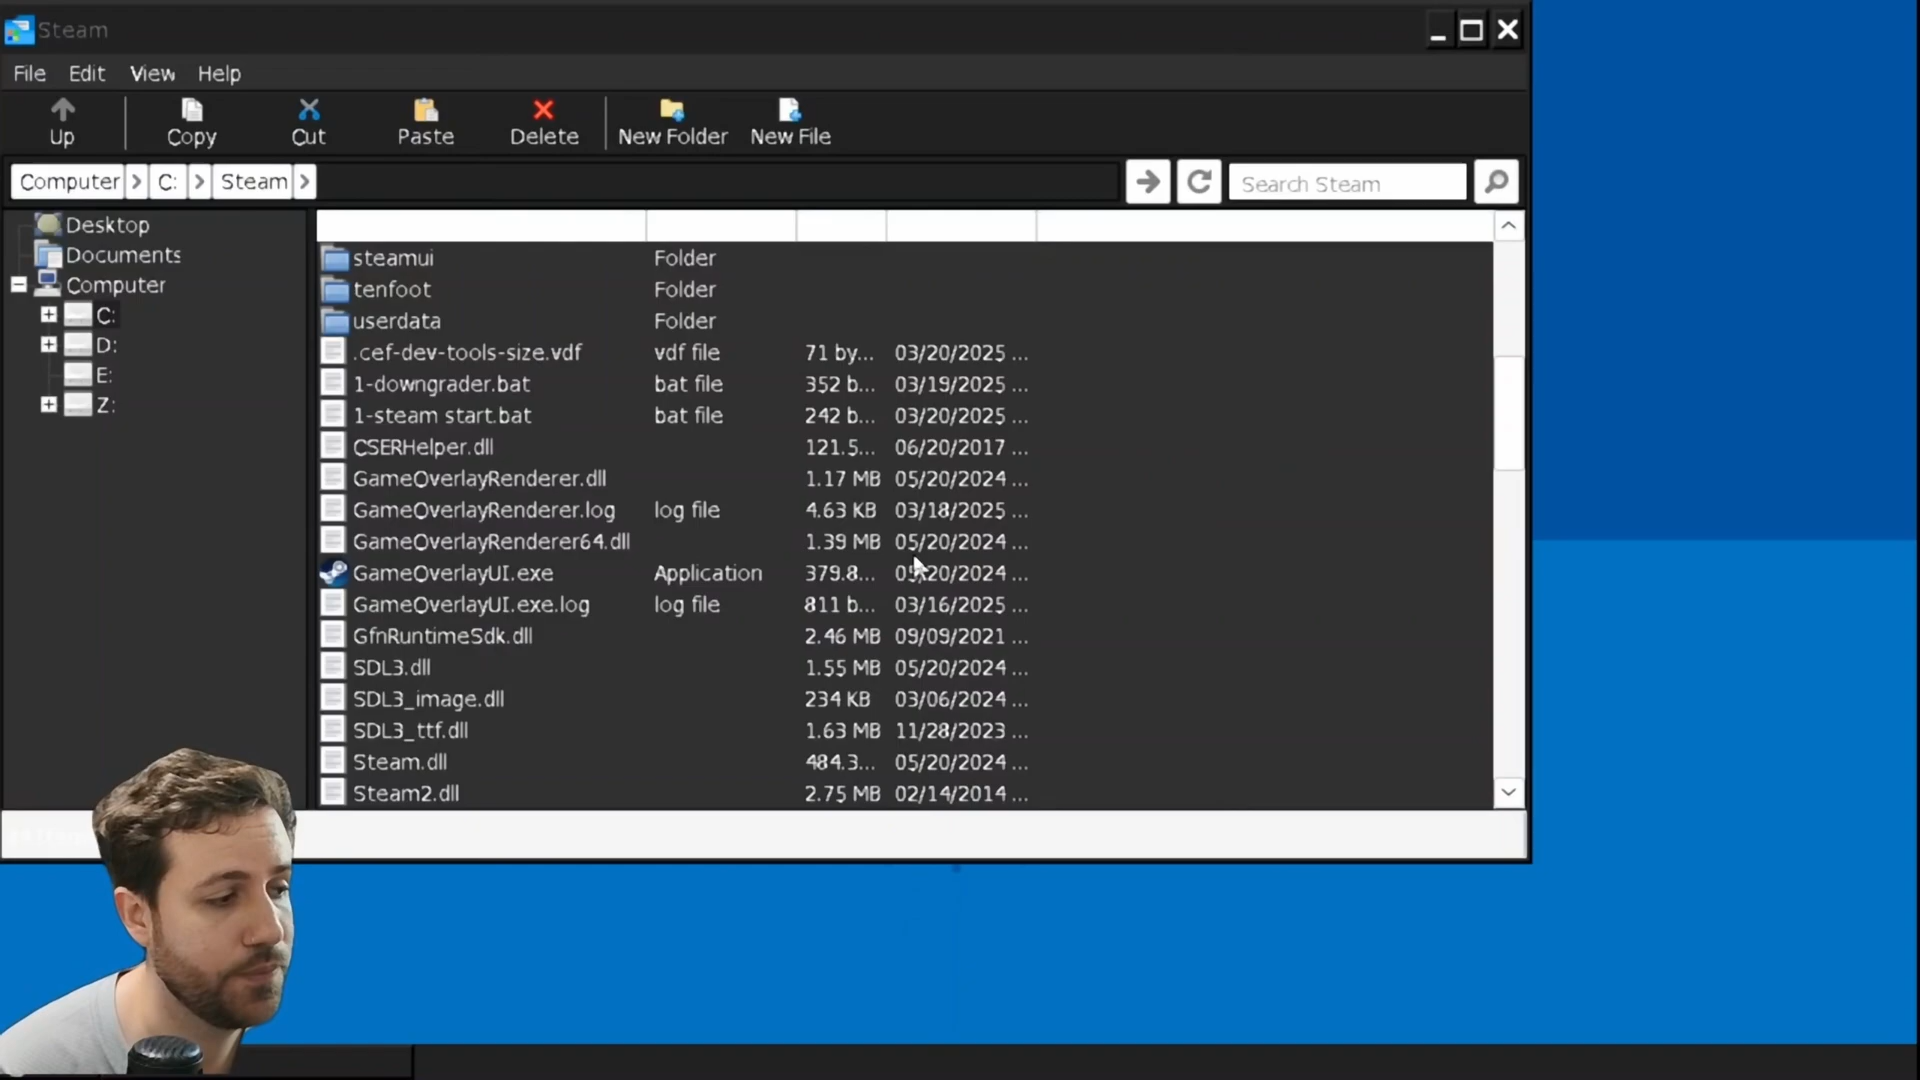 Steam
File Edit View Help
Up Copy Cut Paste Delete New Folder New File
Computer C: Steam Search Steam
Desktop
Documents
Computer
C:
D:
E:
Z:
steamui Folder
tenfoot Folder
userdata Folder
.cef-dev-tools-size.vdf vdf file 71 by... 03/20/2025 ...
1-downgrader.bat bat file 352 b... 03/19/2025 ...
1-steam start.bat bat file 242 b... 03/20/2025 ...
CSERHelper.dll 121.5... 06/20/2017 ...
GameOverlayRenderer.dll 1.17 MB 05/20/2024 ...
GameOverlayRenderer.log log file 4.63 KB 03/18/2025 ...
GameOverlayRenderer64.dll 1.39 MB 05/20/2024 ...
GameOverlayUI.exe Application 379.8... 05/20/2024 ...
GameOverlayUI.exe.log log file 811 b... 03/16/2025 ...
GfnRuntimeSdk.dll 2.46 MB 09/09/2021 ...
SDL3.dll 1.55 MB 05/20/2024 ...
SDL3_image.dll 234 KB 03/06/2024 ...
SDL3_ttf.dll 1.63 MB 11/28/2023 ...
Steam.dll 484.3... 05/20/2024 ...
Steam2.dll 2.75 MB 02/14/2014 ...